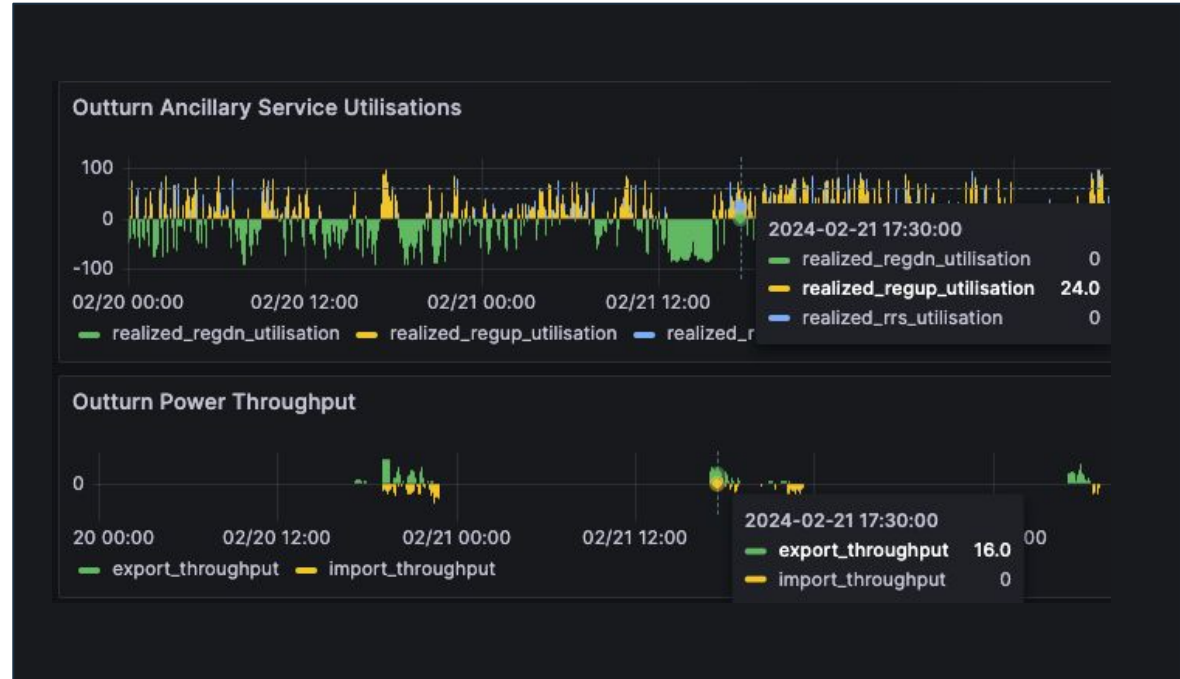 Outturn Ancillary Service Utilisations
100
0
-100
02/20 00:00 02/20 12:00 02/21 00:00 02/21 12:00
realized_regdn_utilisation realized_regup_utilisation realized_r
2024-02-21 17:30:00
realized_regdn_utilisation 0
realized_regup_utilisation 24.0
realized_rrs_utilisation 0
Outturn Power Throughput
0
20 00:00 02/20 12:00 02/21 00:00 02/21 12:00 00
export_throughput import_throughput
2024-02-21 17:30:00
export_throughput 16.0
import_throughput 0